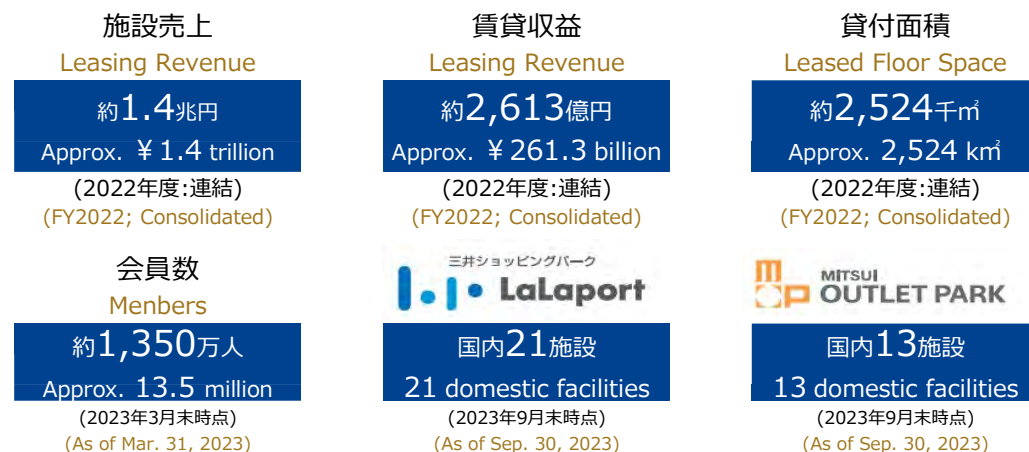 施設売上
Leasing Revenue
約1.4兆円
Approx. ¥1.4 trillion
(2022年度:連結)
(FY2022; Consolidated)
賃貸収益
Leasing Revenue
約2,613億円
Approx. ¥261.3 billion
(2022年度:連結)
(FY2022; Consolidated)
貸付面積
Leased Floor Space
約2,524千㎡
Approx. 2,524 k㎡
(2022年度:連結)
(FY2022; Consolidated)
会員数
Menbers
約1,350万人
Approx. 13.5 million
(2023年3月末時点)
(As of Mar. 31, 2023)
三井ショッピングパーク
LaLaport
国内21施設
21 domestic facilities
(2023年9月末時点)
(As of Sep. 30, 2023)
mop
MITSUI
OUTLET PARK
国内13施設
13 domestic facilities
(2023年9月末時点)
(As of Sep. 30, 2023)